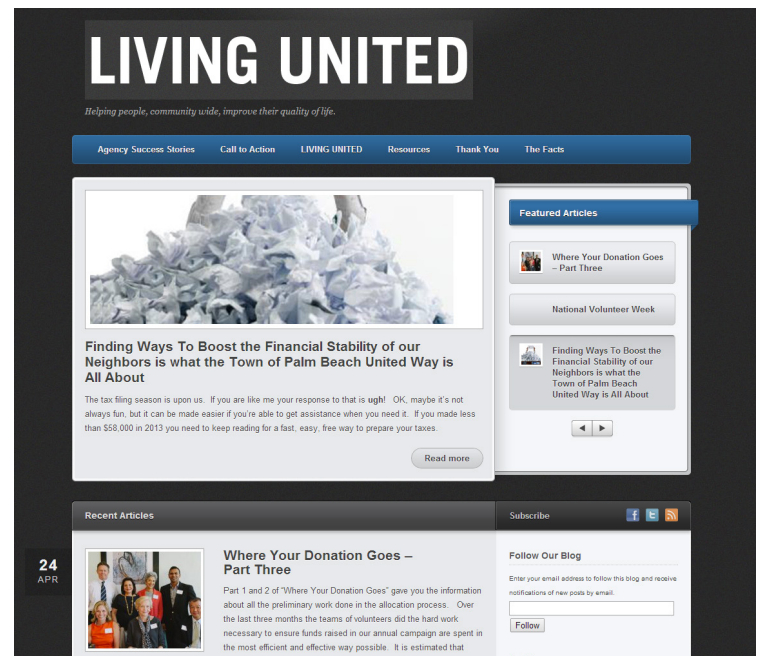 LIVING UNITED
Helping people, community wide, improve their quality of life.
Agency Success Stories Call to Action LIVING UNITED Resources Thank You The Facts
Finding Ways To Boost the Financial Stability of our
Neighbors is what the Town of Palm Beach United Way is
All About
The tax filing season is upon us. If you are like me your response to that is ugh! OK, maybe it's not
always fun, but it can be made easier if you're able to get assistance when you need it. If you made less
than $58,000 in 2013 you need to keep reading for a fast, easy, free way to prepare your taxes.
Read more
Featured Articles
Where Your Donation Goes
– Part Three
National Volunteer Week
Finding Ways To Boost the
Financial Stability of our
Neighbors is what the
Town of Palm Beach
United Way is All About
Recent Articles
24
APR
Where Your Donation Goes –
Part Three
Part 1 and 2 of "Where Your Donation Goes" gave you the information
about all the preliminary work done in the allocation process. Over
the last three months the teams of volunteers did the hard work
necessary to ensure funds raised in our annual campaign are spent in
the most efficient and effective way possible. It is estimated that
Subscribe
f t
Follow Our Blog
Enter your email address to follow this blog and receive
notifications of new posts by email.
Follow